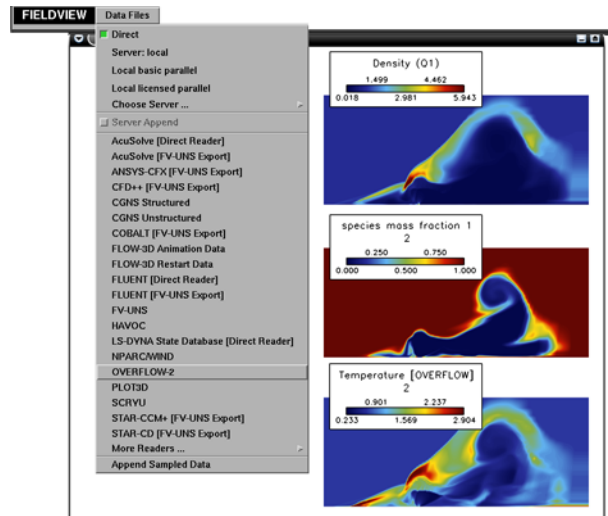 FIELDVIEW
Data Files
Direct
Server: local
Local basic parallel
Local licensed parallel
Choose Server ...
Server Append
AcuSolve [Direct Reader]
AcuSolve [FV-UNS Export]
ANSYS-CFX [FV-UNS Export]
CFD++ [FV-UNS Export]
CGNS Structured
CGNS Unstructured
COBALT [FV-UNS Export]
FLOW-3D Animation Data
FLOW-3D Restart Data
FLUENT [Direct Reader]
FLUENT [FV-UNS Export]
FV-UNS
HAVOC
LS-DYNA State Database [Direct Reader]
NPARC/WIND
OVERFLOW-2
PLOT3D
SCRYU
STAR-CCM+ [FV-UNS Export]
STAR-CD [FV-UNS Export]
More Readers ...
Append Sampled Data
Density (Q1)
1.499 4.462
0.018 2.981 5.943
species mass fraction 1
2
0.250 0.750
0.000 0.500 1.000
Temperature [OVERFLOW]
2
0.901 2.237
0.233 1.569 2.904